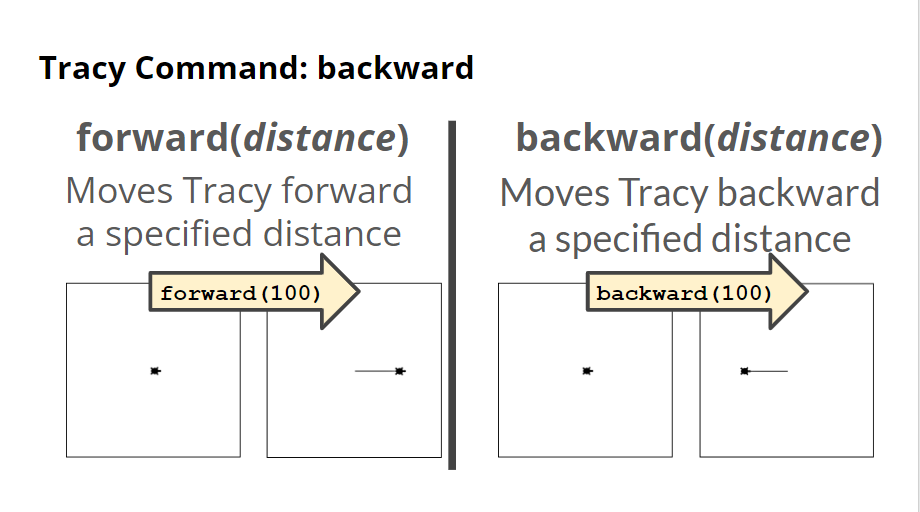 Tracy Command: backward
forward(distance)
Moves Tracy forward
a specified distance
forward(100)
backward(distance)
Moves Tracy backward
a specified distance
backward(100)